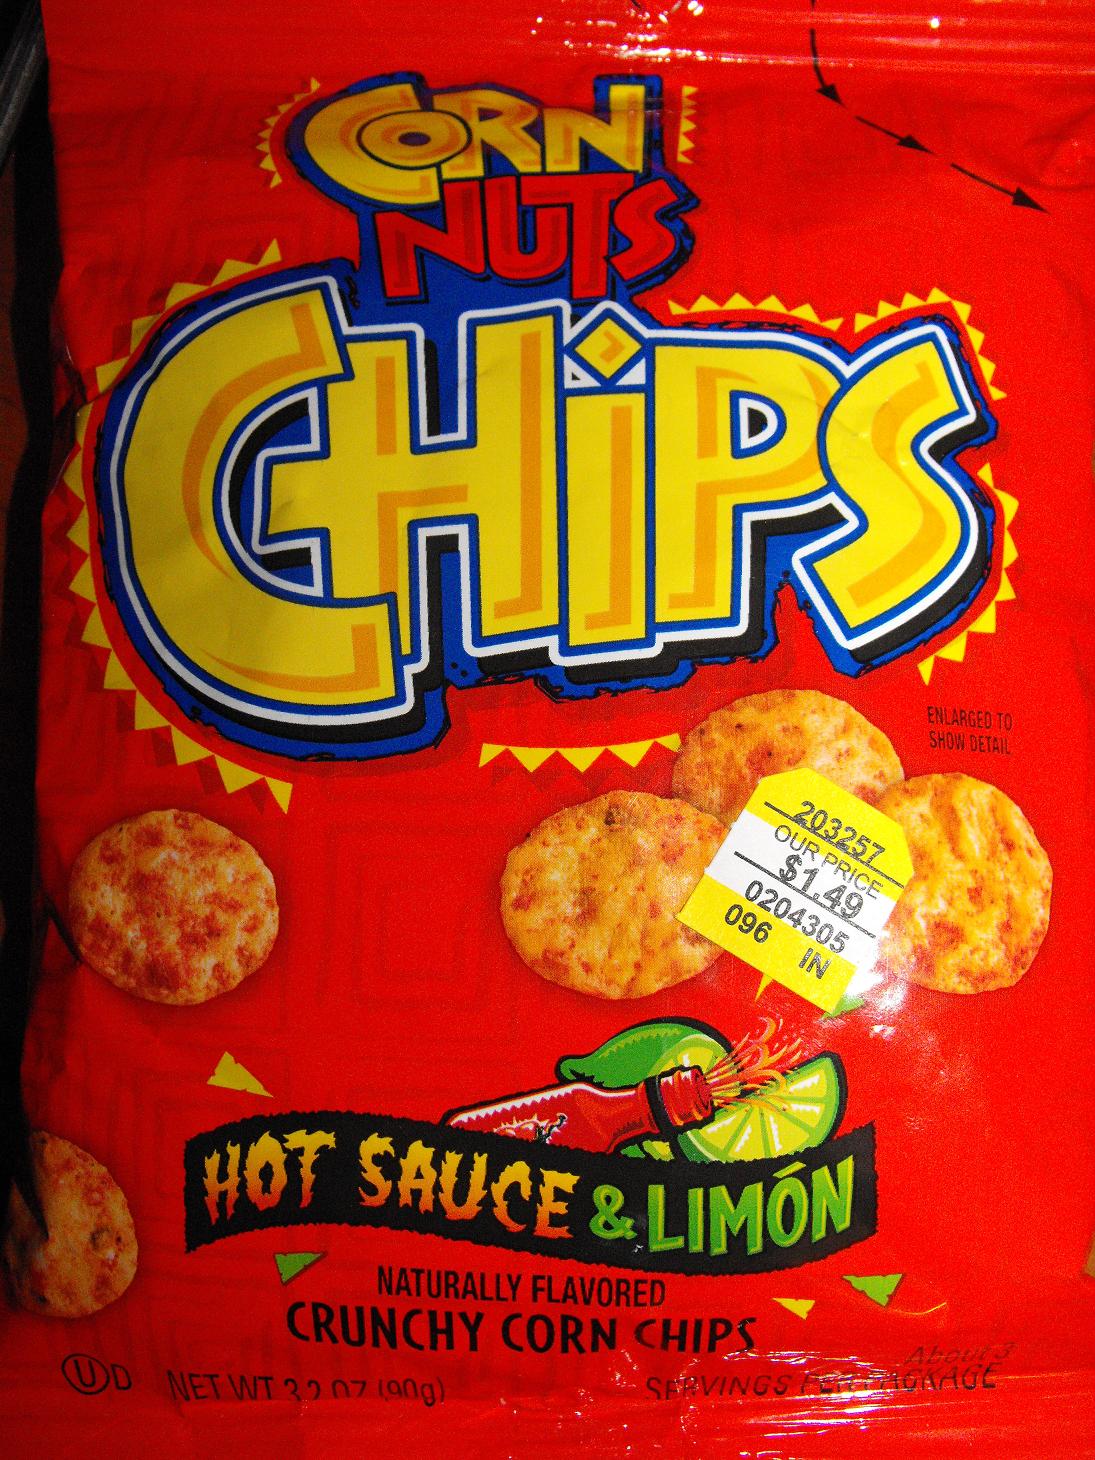 CORN
NUTS
CHiPS
ENLARGED TO
SHOW DETAIL
203257
OUR PRICE
$1.49
0204305
096 IN
HOT SAUCE & LIMÓN
NATURALLY FLAVORED
CRUNCHY CORN CHIPS
U D
NET WT 3.2 OZ (90g)
About 3
SERVINGS PER PACKAGE